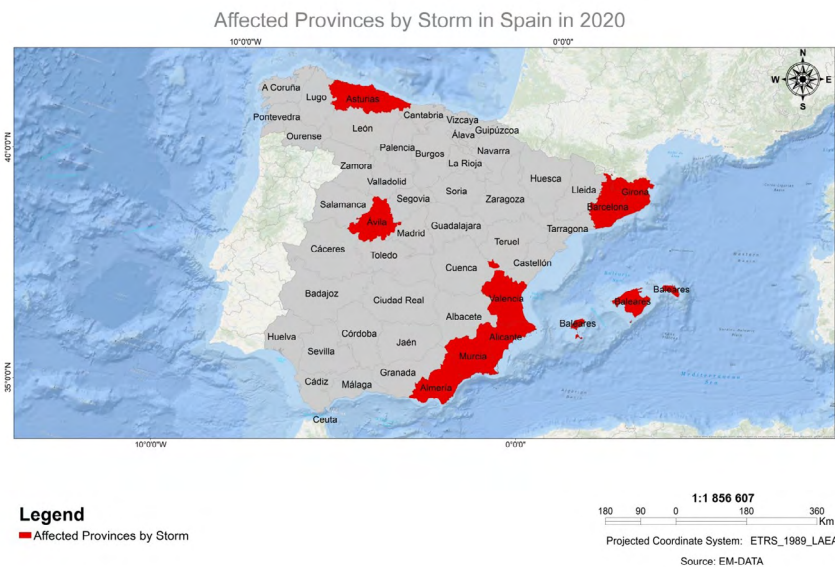 Affected Provinces by Storm in Spain in 2020
10°0'0"W 0°0'0"
N
W E
S
40°0'0"N
35°0'0"N
A Coruña
Lugo
Asturias
Cantabria
Vizcaya
Guipúzcoa
Pontevedra
Ourense
León
Álava
Navarra
Palencia
Burgos
La Rioja
Zamora
Huesca
Lleida
Girona
Valladolid
Soria
Zaragoza
Barcelona
Salamanca
Segovia
Tarragona
Ávila
Madrid
Guadalajara
Teruel
Cáceres
Toledo
Cuenca
Castellón
Badajoz
Ciudad Real
Valencia
Baleares
Baleares
Baleares
Albacete
Huelva
Córdoba
Jaén
Alicante
Sevilla
Murcia
Granada
Cádiz
Málaga
Almería
Ceuta
Mediterranean
Sea
10°0'0"W 0°0'0"
Legend
Affected Provinces by Storm
1:1 856 607
180 90 0 180 360
Km
Projected Coordinate System: ETRS_1989_LAEA
Source: EM-DATA